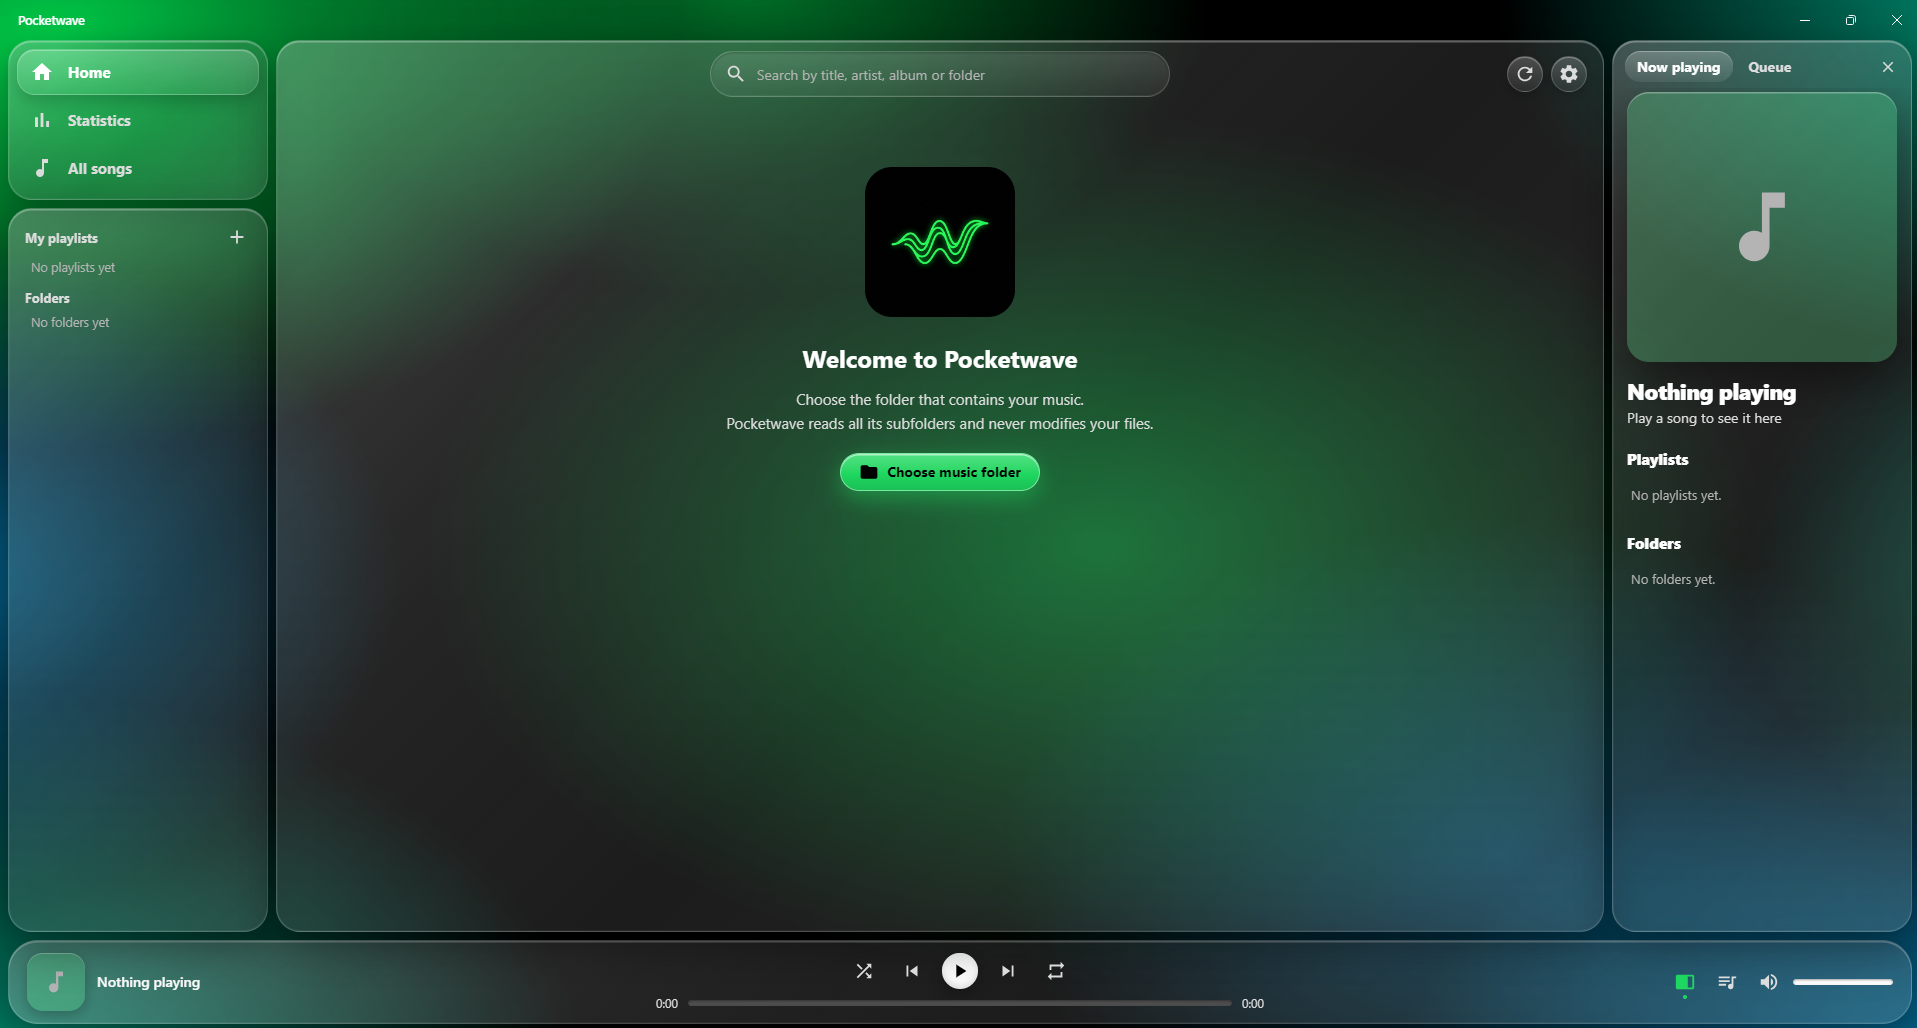 Pocketwave
Home
Statistics
All songs
My playlists
No playlists yet
Folders
No folders yet
Search by title, artist, album or folder
Welcome to Pocketwave
Choose the folder that contains your music.
Pocketwave reads all its subfolders and never modifies your files.
Choose music folder
Now playing
Queue
Nothing playing
Play a song to see it here
Playlists
No playlists yet.
Folders
No folders yet.
Nothing playing
0:00
0:00